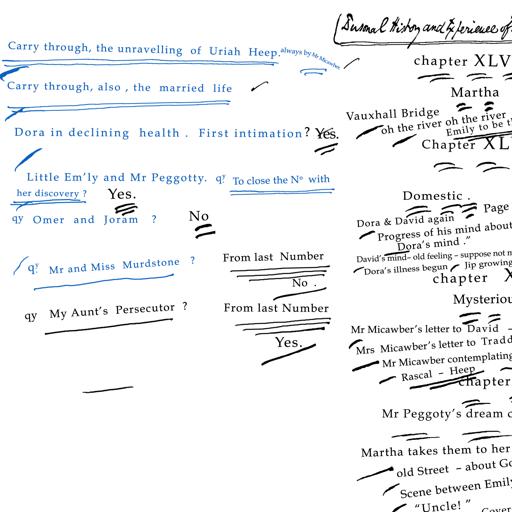 Carry through, the unravelling of Uriah Heep. always by Mr Micawber.
Carry through, also, the married life
Dora in declining health. First intimation? Yes.
Little Em'ly and Mr Peggotty. qy To close the No with
her discovery? Yes.
qy Omer and Joram ? No
qy Mr and Miss Murdstone ? From last Number
No.
qy My Aunt's Persecutor ? From last Number
Yes.
(Personal History and Experience of
chapter XLV
Martha
Vauxhall Bridge
oh the river oh the river
Emily to be
Chapter XL
Domestic.
Dora & David again Page
Progress of his mind about
Dora's mind."
David's mind– old feeling – suppose not
Dora's illness begun Jip growing
chapter X
Mysterious
Mr Micawber's letter to David –
Mrs Micawber's letter to Tradd
Mr Micawber contemplating
Rascal – Heep
chapter
Mr Peggoty's dream
Martha takes them to her
old Street – about Go
Scene between Emily
"Uncle!"